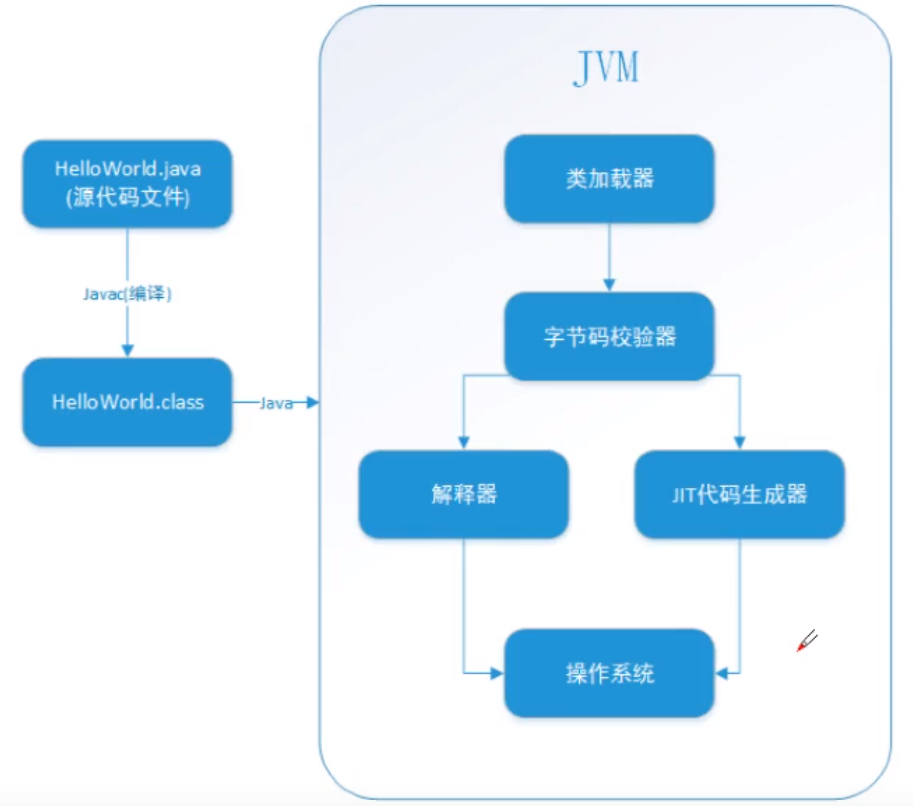 JVM
HelloWorld.java
(源代码文件)
类加载器
Javac(编译)
字节码校验器
HelloWorld.class
Java
解释器
JIT代码生成器
操作系统